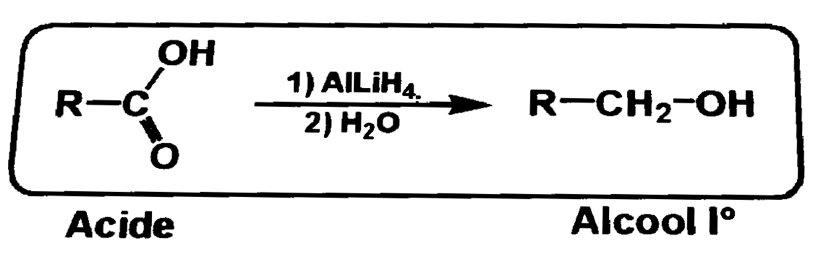 OH
R—C
O
1) AlLiH₄.
2) H₂O
R—CH₂—OH
Acide
Alcool I°